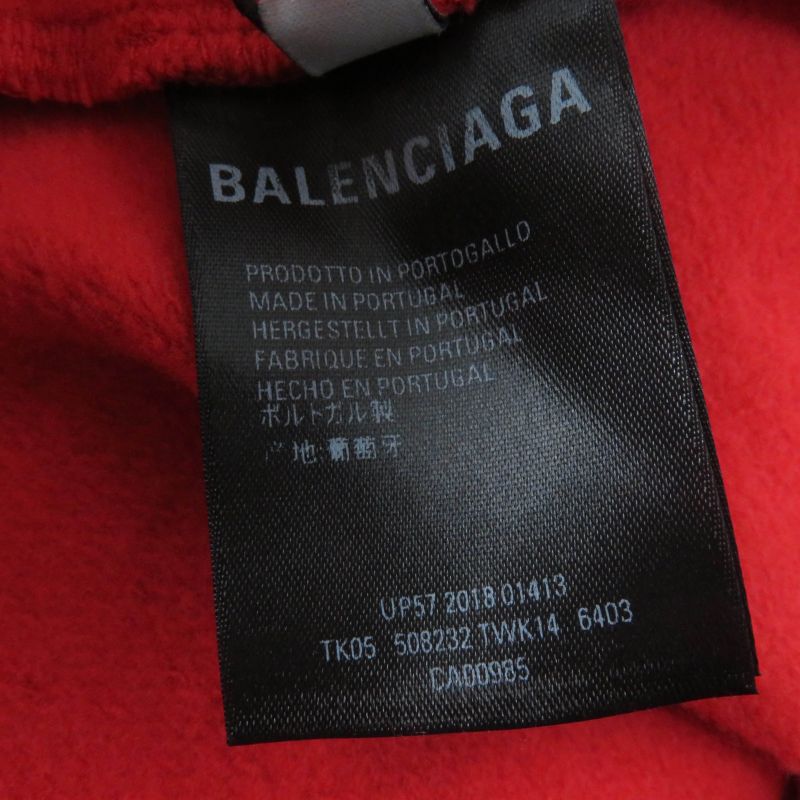 BALENCIAGA
PRODOTTO IN PORTOGALLO
MADE IN PORTUGAL
HERGESTELLT IN PORTUGAL
FABRIQUE EN PORTUGAL
HECHO EN PORTUGAL
ポルトガル製
地:葡萄牙
UP57 2018 01413
TK05 508232 TWK14 6403
CA00985